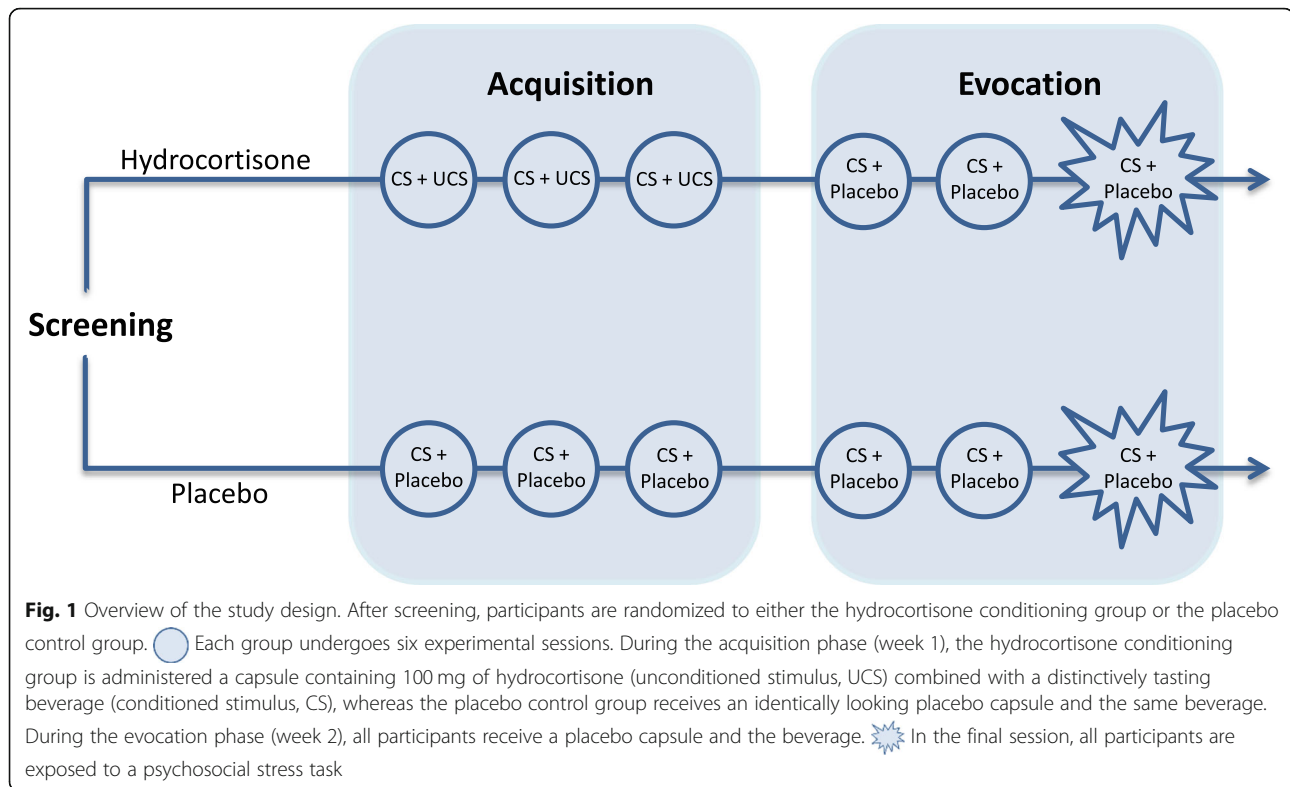 Acquisition
Evocation
Hydrocortisone
CS + UCS
CS + UCS
CS + UCS
CS +
Placebo
CS +
Placebo
CS +
Placebo
Screening
CS +
Placebo
CS +
Placebo
CS +
Placebo
CS +
Placebo
CS +
Placebo
CS +
Placebo
Placebo
Fig. 1 Overview of the study design. After screening, participants are randomized to either the hydrocortisone conditioning group or the placebo
control group. Each group undergoes six experimental sessions. During the acquisition phase (week 1), the hydrocortisone conditioning
group is administered a capsule containing 100 mg of hydrocortisone (unconditioned stimulus, UCS) combined with a distinctively tasting
beverage (conditioned stimulus, CS), whereas the placebo control group receives an identically looking placebo capsule and the same beverage.
During the evocation phase (week 2), all participants receive a placebo capsule and the beverage. In the final session, all participants are
exposed to a psychosocial stress task